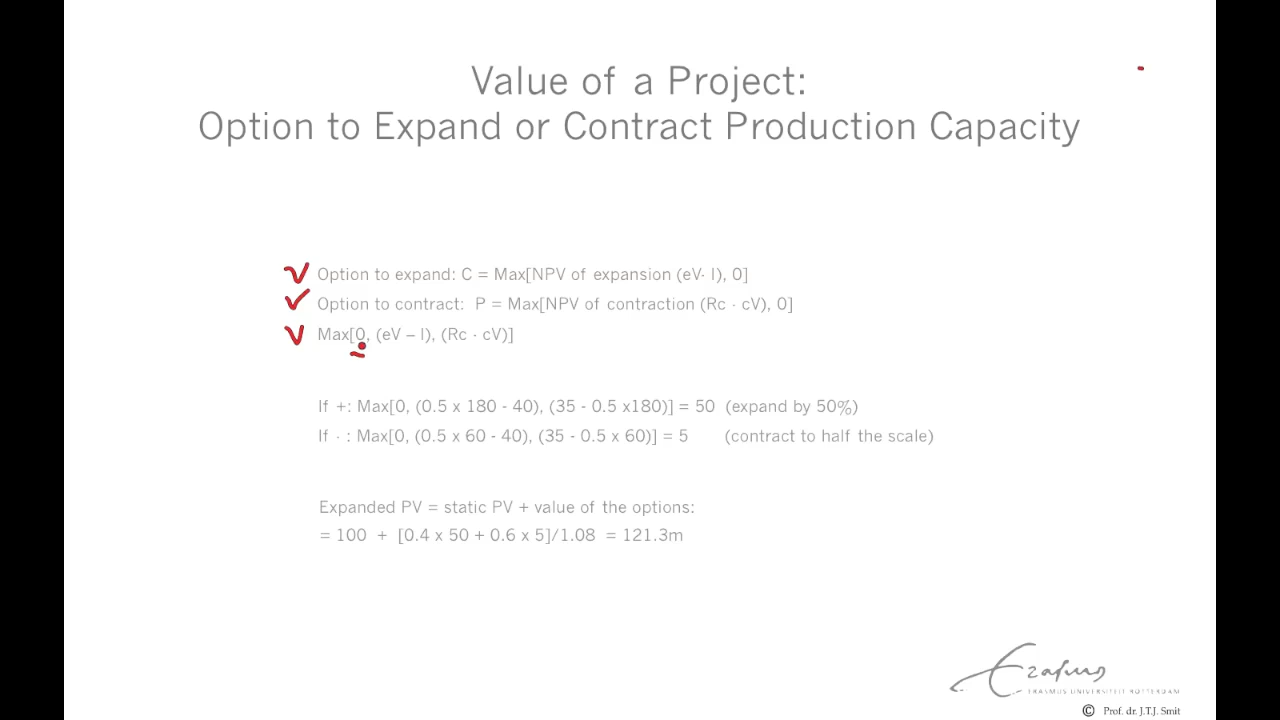 Value of a Project:
Option to Expand or Contract Production Capacity
Option to expand: C = Max[NPV of expansion (eV- I), 0]
Option to contract: P = Max[NPV of contraction (Rc - cV), 0]
Max[0, (eV – I), (Rc - cV)]
If +: Max[0, (0.5 x 180 - 40), (35 - 0.5 x180)] = 50 (expand by 50%)
If - : Max[0, (0.5 x 60 - 40), (35 - 0.5 x 60)] = 5 (contract to half the scale)
Expanded PV = static PV + value of the options:
= 100 + [0.4 x 50 + 0.6 x 5]/1.08 = 121.3m
Erasmus
ERASMUS UNIVERSITEIT ROTTERDAM
© Prof. dr. J.T.J. Smit